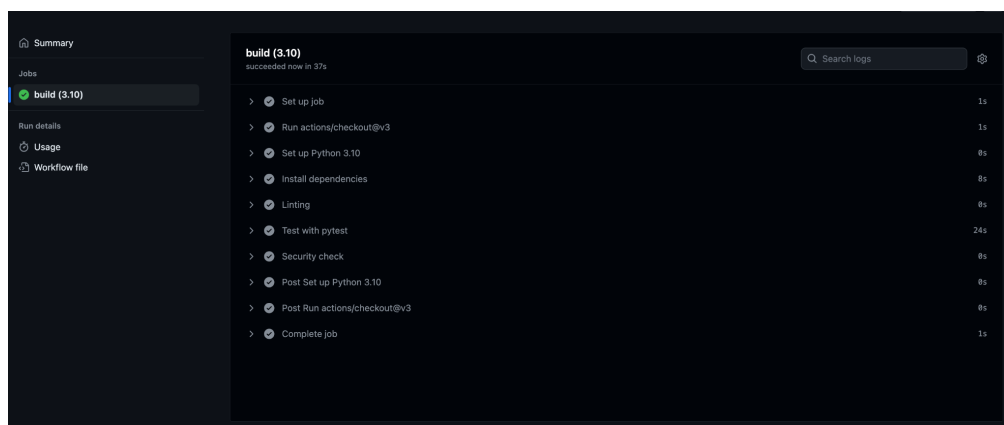 Summary
Jobs
build (3.10)
Run details
Usage
Workflow file
build (3.10)
succeeded now in 37s
Search logs
Set up job 1s
Run actions/checkout@v3 1s
Set up Python 3.10 0s
Install dependencies 8s
Linting 0s
Test with pytest 24s
Security check 0s
Post Set up Python 3.10 0s
Post Run actions/checkout@v3 0s
Complete job 1s